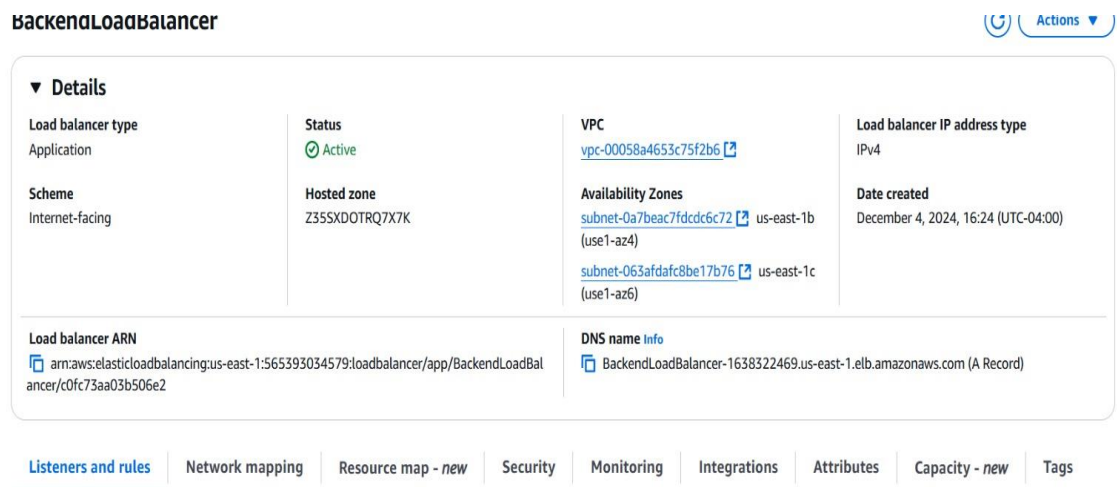 BackendLoadBalancer
Actions
Details
Load balancer type
Application
Status
Active
VPC
vpc-00058a4653c75f2b6
Load balancer IP address type
IPv4
Scheme
Internet-facing
Hosted zone
Z35SXDOTRQ7X7K
Availability Zones
subnet-0a7beac7fdcdc6c72 us-east-1b
(use1-az4)
subnet-063afdafc8be17b76 us-east-1c
(use1-az6)
Date created
December 4, 2024, 16:24 (UTC-04:00)
Load balancer ARN
arn:aws:elasticloadbalancing:us-east-1:565393034579:loadbalancer/app/BackendLoadBal
ancer/c0fc73aa03b506e2
DNS name Info
BackendLoadBalancer-1638322469.us-east-1.elb.amazonaws.com (A Record)
Listeners and rules Network mapping Resource map - new Security Monitoring Integrations Attributes Capacity - new Tags